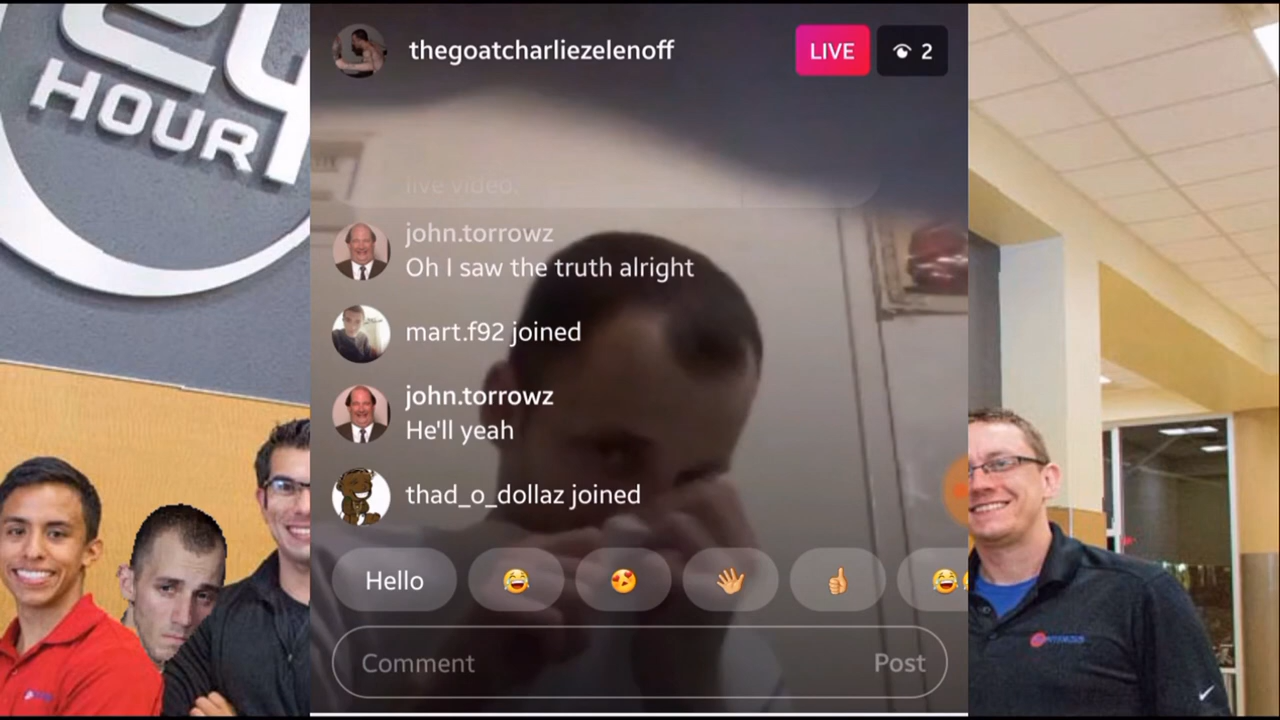 24
HOUR
thegoatcharliezelenoff
LIVE
2
live video.
john.torrowz
Oh I saw the truth alright
mart.f92 joined
john.torrowz
He'll yeah
thad_o_dollaz joined
Hello
Comment
Post